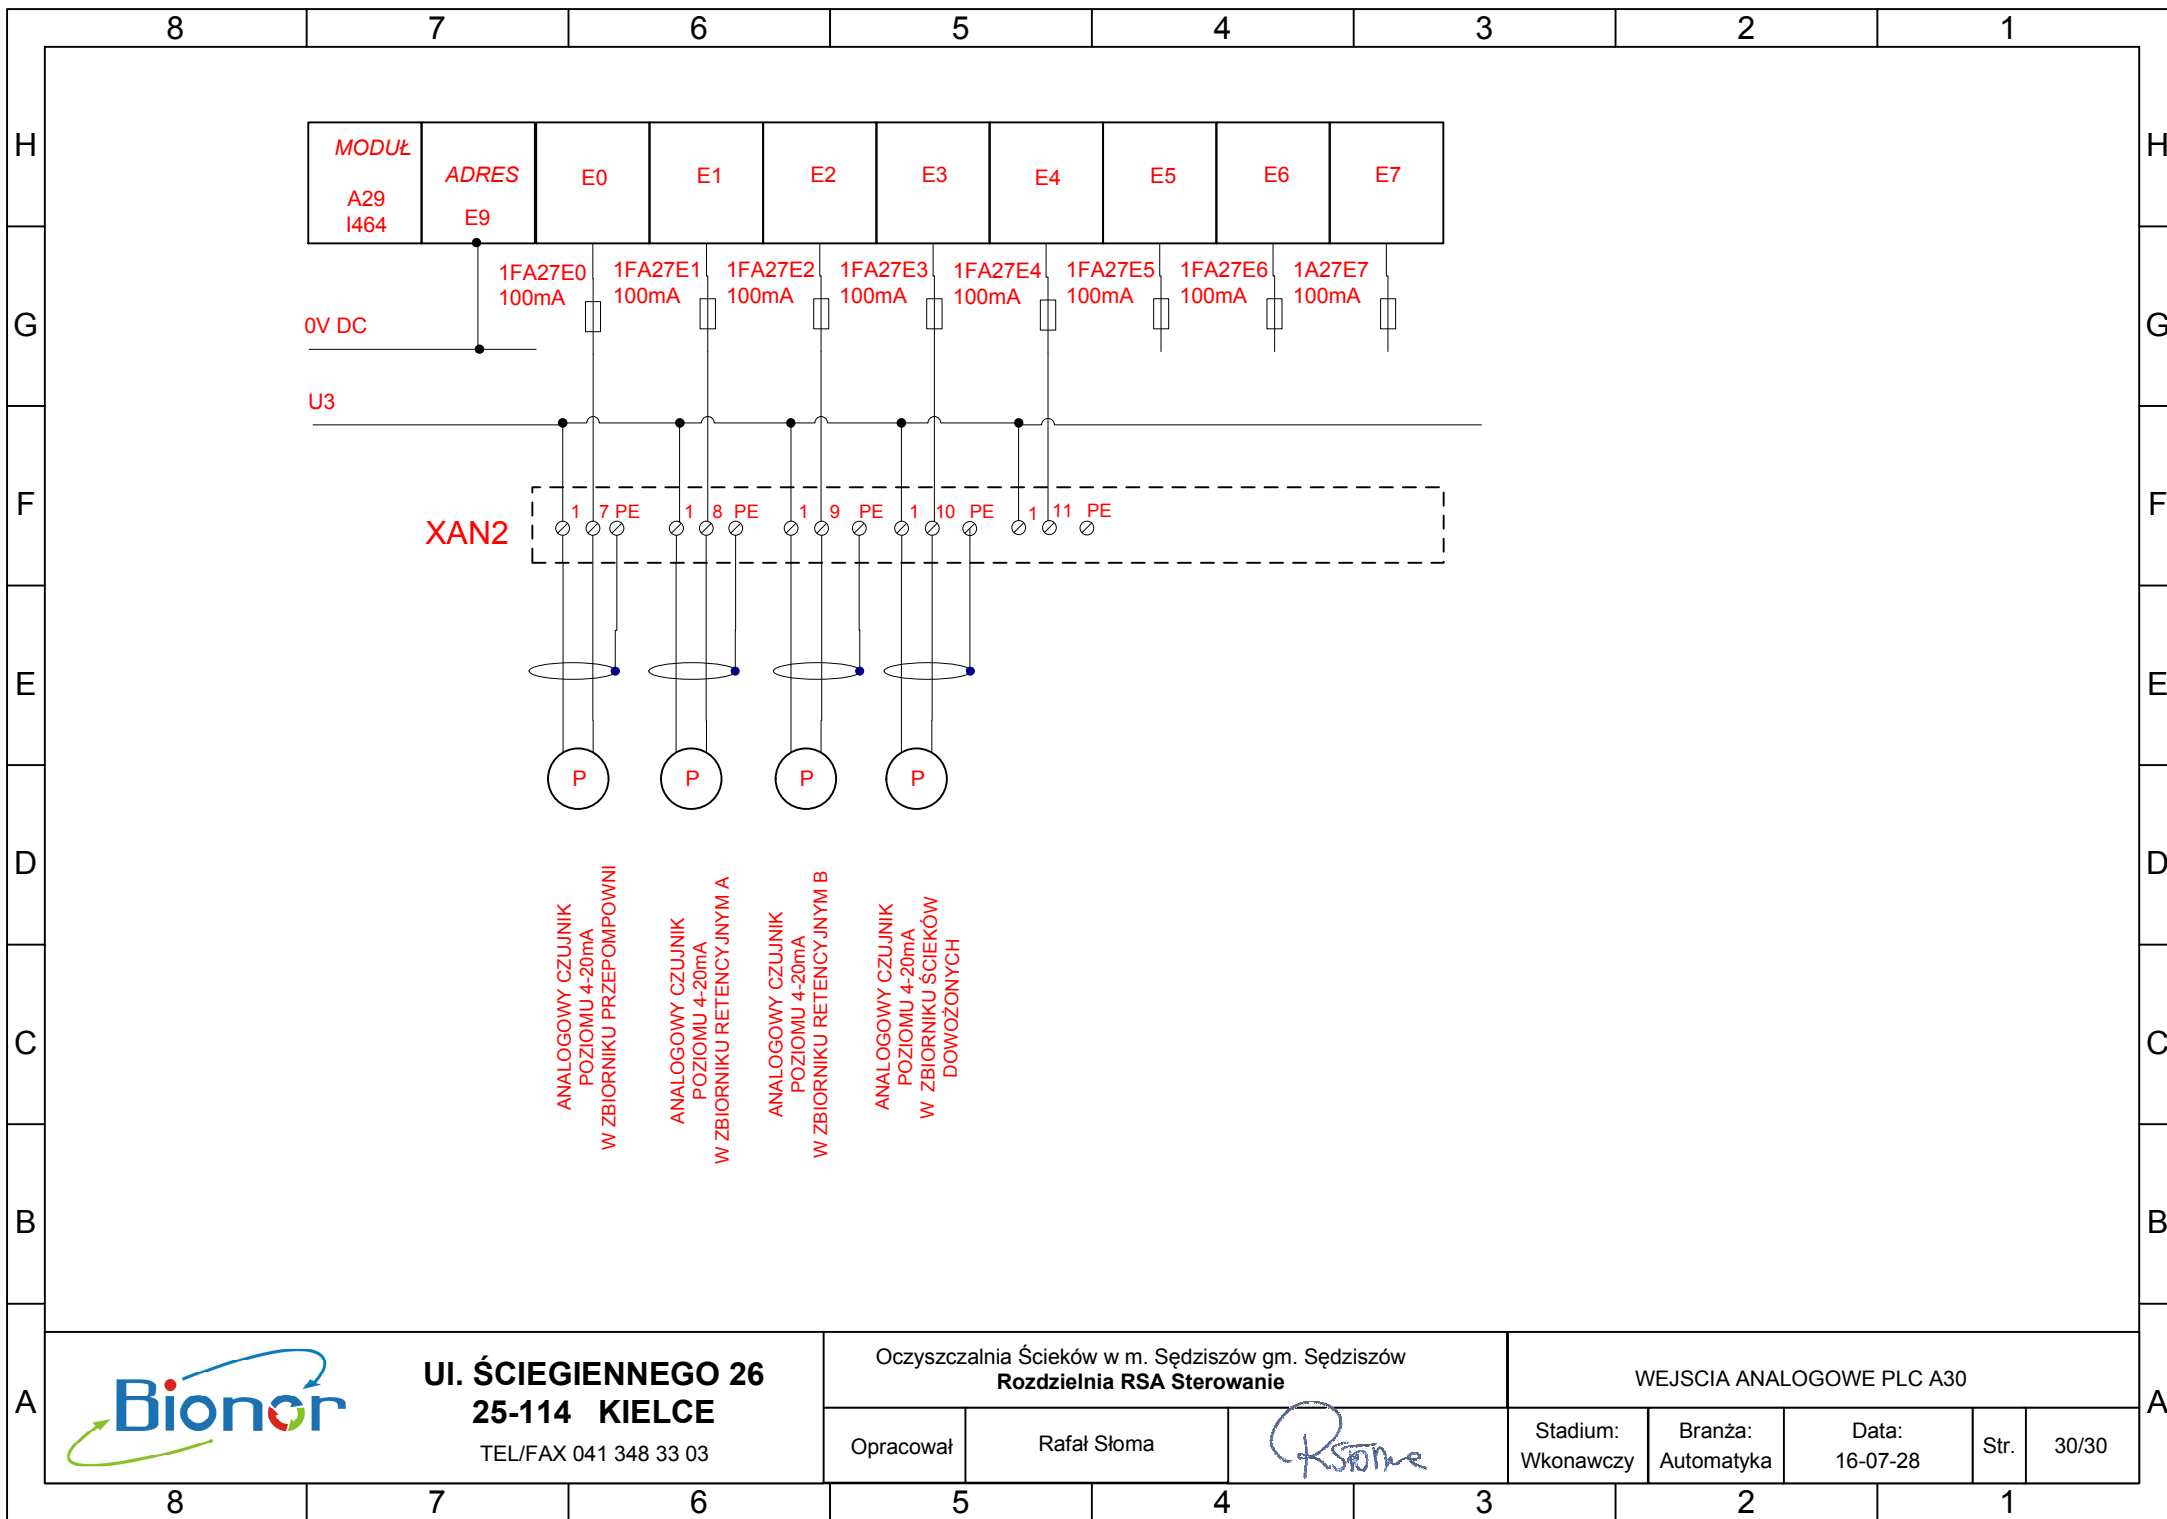 8 7 6 5 4 3 2 1
H H
G G
F F
E E
D D
C C
B B
A A
MODUŁ
A29
I464
ADRES
E9
E0 E1 E2 E3 E4 E5 E6 E7
1FA27E0
100mA
1FA27E1
100mA
1FA27E2
100mA
1FA27E3
100mA
1FA27E4
100mA
1FA27E5
100mA
1FA27E6
100mA
1A27E7
100mA
0V DC
U3
XAN2
1 7 PE 1 8 PE 1 9 PE 1 10 PE 1 11 PE
P P P P
ANALOGOWY CZUJNIK
POZIOMU 4-20mA
W ZBIORNIKU PRZEPOMPOWNI
ANALOGOWY CZUJNIK
POZIOMU 4-20mA
W ZBIORNIKU RETENCYJNYM A
ANALOGOWY CZUJNIK
POZIOMU 4-20mA
W ZBIORNIKU RETENCYJNYM B
ANALOGOWY CZUJNIK
POZIOMU 4-20mA
W ZBIORNIKU ŚCIEKÓW
DOWOŻONYCH
Bionor
Ul. ŚCIEGIENNEGO 26
25-114 KIELCE
TEL/FAX 041 348 33 03
Oczyszczalnia Ścieków w m. Sędziszów gm. Sędziszów
Rozdzielnia RSA Sterowanie
Opracował
Rafał Słoma
RSłoma
WEJSCIA ANALOGOWE PLC A30
Stadium:
Wkonawczy
Branża:
Automatyka
Data:
16-07-28
Str.
30/30
8 7 6 5 4 3 2 1